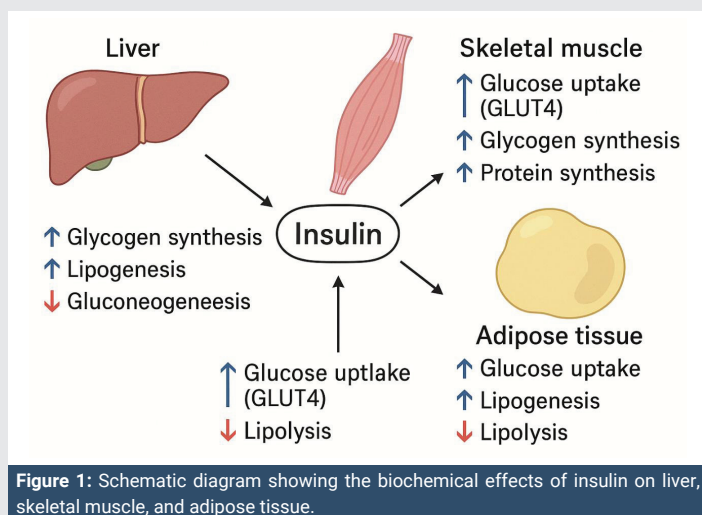 Liver
↑ Glycogen synthesis
↑ Lipogenesis
↓ Gluconeogeneesis
Insulin
↑ Glucose uptlake
(GLUT4)
↓ Lipolysis
Skeletal muscle
↑ Glucose uptake
(GLUT4)
↑ Glycogen synthesis
↑ Protein synthesis
Adipose tissue
↑ Glucose uptake
↑ Lipogenesis
↓ Lipolysis
Figure 1: Schematic diagram showing the biochemical effects of insulin on liver,
skeletal muscle, and adipose tissue.